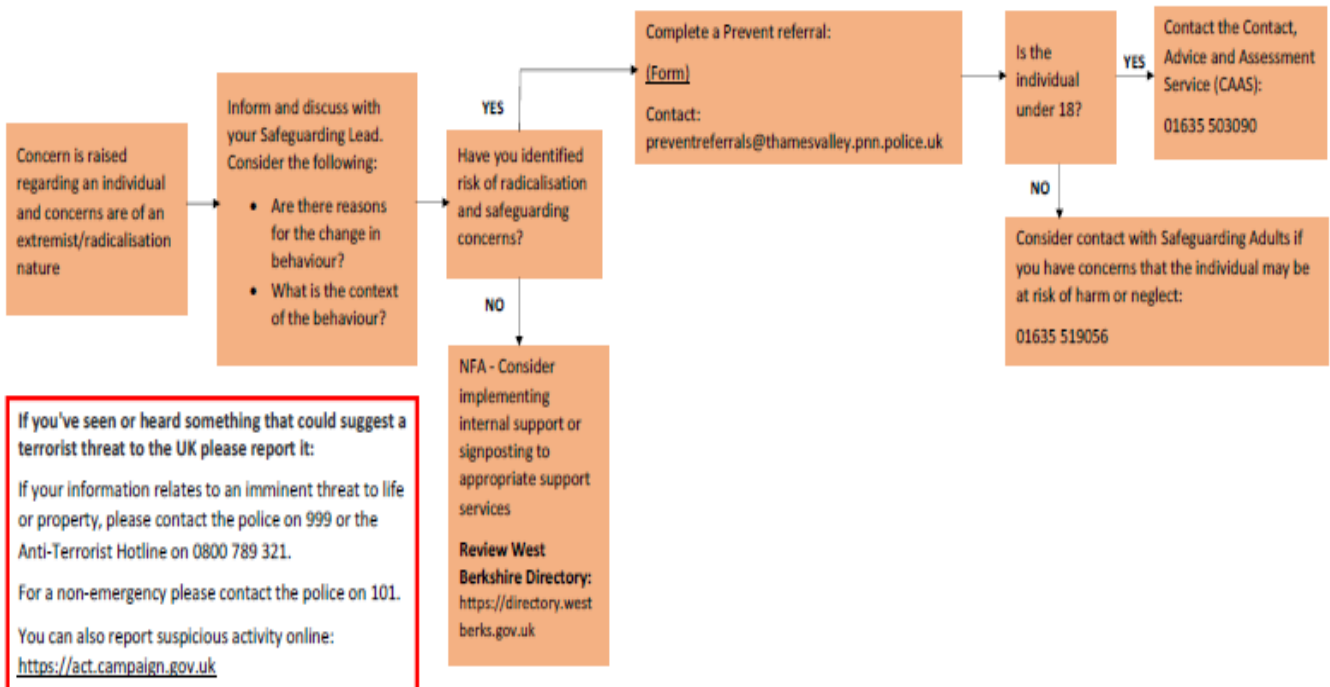 Concern is raised
regarding an individual
and concerns are of an
extremist/radicalisation
nature
Inform and discuss with
your Safeguarding Lead.
Consider the following:
• Are there reasons
for the change in
behaviour?
• What is the context
of the behaviour?
Have you identified
risk of radicalisation
and safeguarding
concerns?
YES
Complete a Prevent referral:
(Form)
Contact:
preventreferrals@thamesvalley.pnn.police.uk
Is the
individual
under 18?
YES
Contact the Contact,
Advice and Assessment
Service (CAAS):
01635 503090
NO
Consider contact with Safeguarding Adults if
you have concerns that the individual may be
at risk of harm or neglect:
01635 519056
NO
NFA - Consider
implementing
internal support or
signposting to
appropriate support
services
Review West
Berkshire Directory:
https://directory.west
berks.gov.uk
If you've seen or heard something that could suggest a
terrorist threat to the UK please report it:
If your information relates to an imminent threat to life
or property, please contact the police on 999 or the
Anti-Terrorist Hotline on 0800 789 321.
For a non-emergency please contact the police on 101.
You can also report suspicious activity online:
https://act.campaign.gov.uk